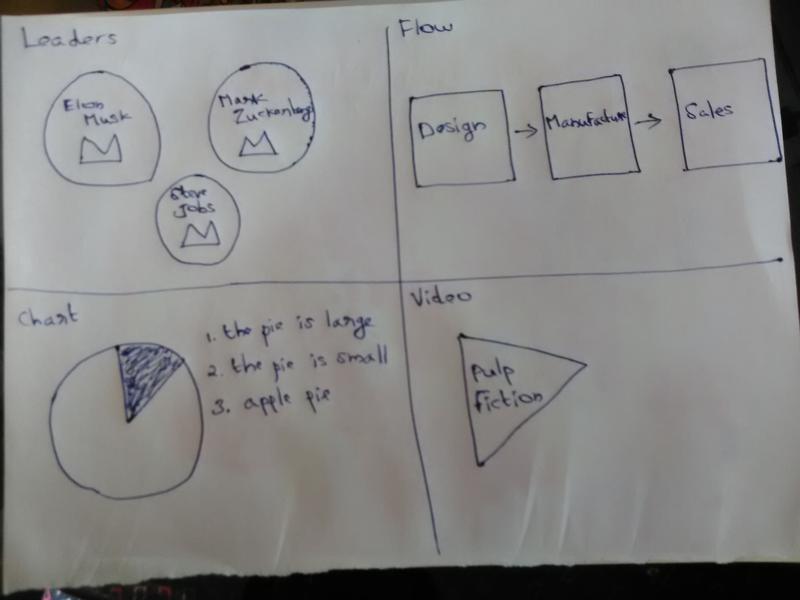 Leaders
Elon
Musk
Mark
Zuckenberg
Steve
Jobs
Flow
Design
Manufacture
Sales
Chart
1. the pie is large
2. the pie is small
3. apple pie
Video
Pulp
Fiction